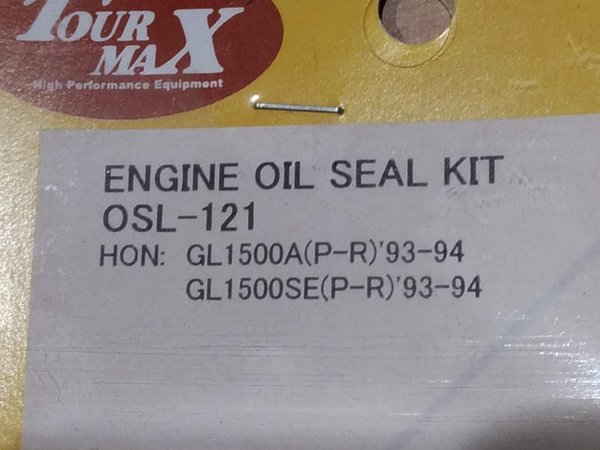 TOUR
MAX
High Performance Equipment
ENGINE OIL SEAL KIT
OSL-121
HON: GL1500A(P-R)'93-94
GL1500SE(P-R)'93-94